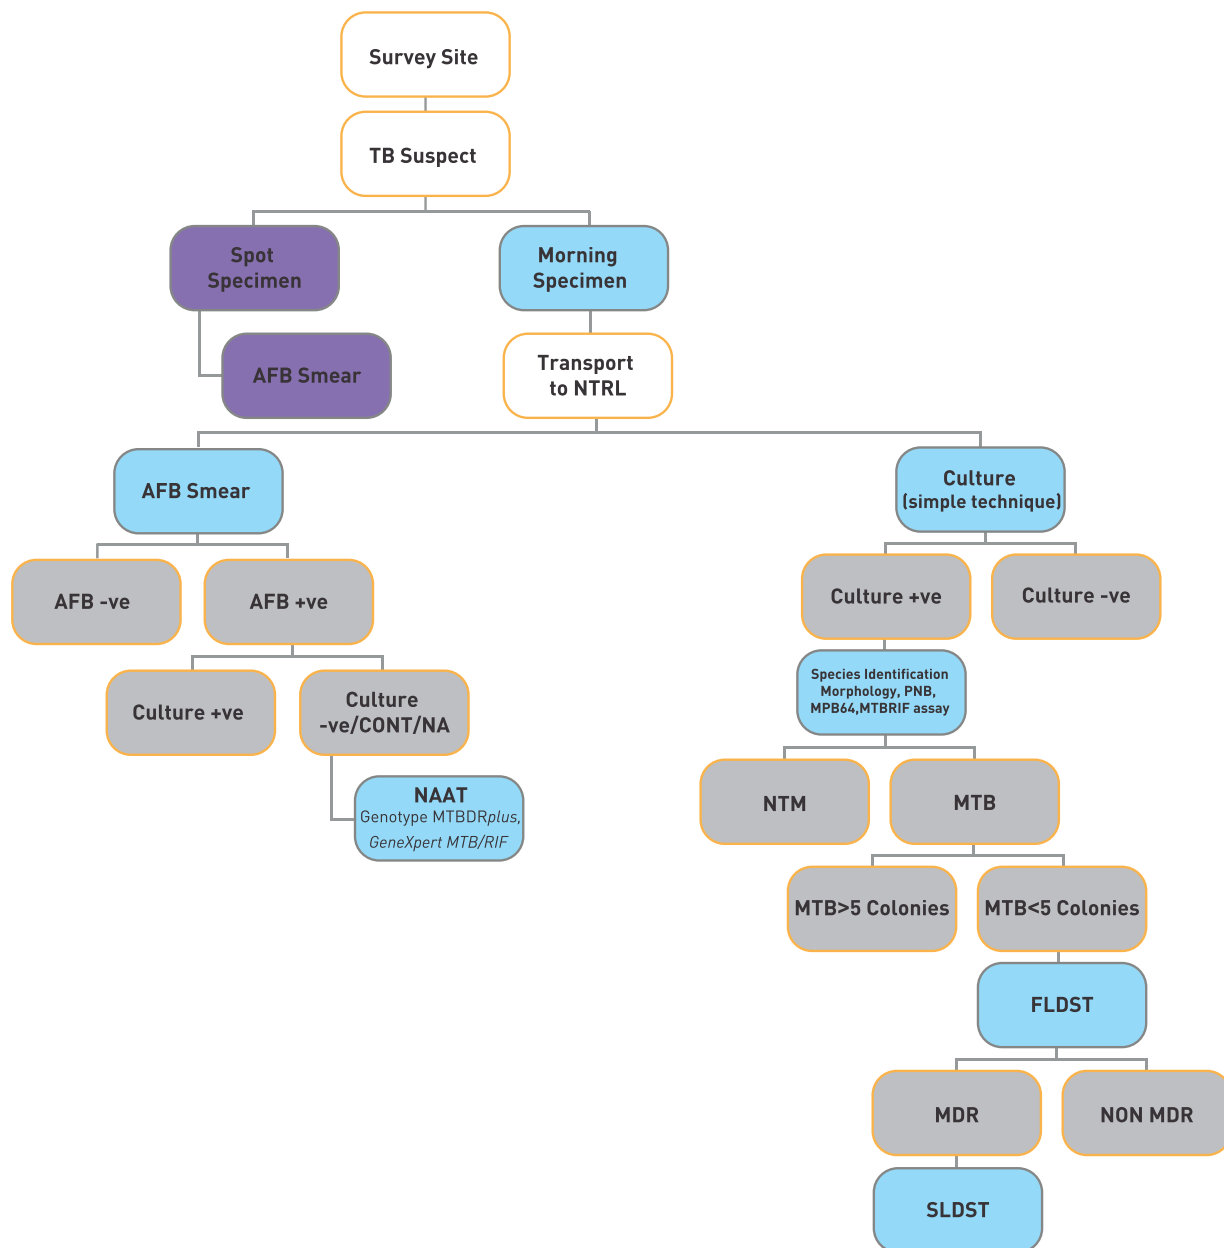 Survey Site
TB Suspect
Spot
Specimen
Morning
Specimen
AFB Smear
Transport
to NTRL
AFB Smear
Culture
(simple technique)
AFB -ve
AFB +ve
Culture +ve
Culture -ve
Culture +ve
Culture
-ve/CONT/NA
Species Identification
Morphology, PNB,
MPB64,MTBRIF assay
NAAT
Genotype MTBDRplus,
GeneXpert MTB/RIF
NTM
MTB
MTB>5 Colonies
MTB<5 Colonies
FLDST
MDR
NON MDR
SLDST